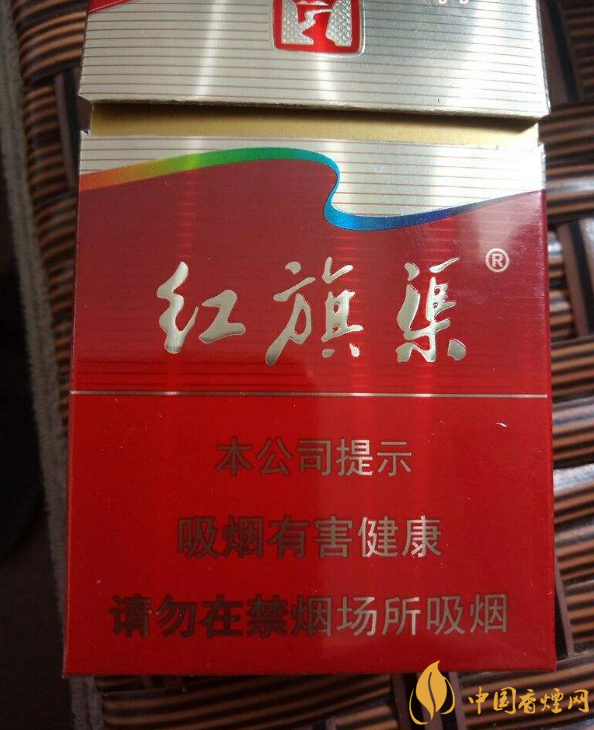 红旗渠®
本公司提示
吸烟有害健康
请勿在禁烟场所吸烟
中国香烟网